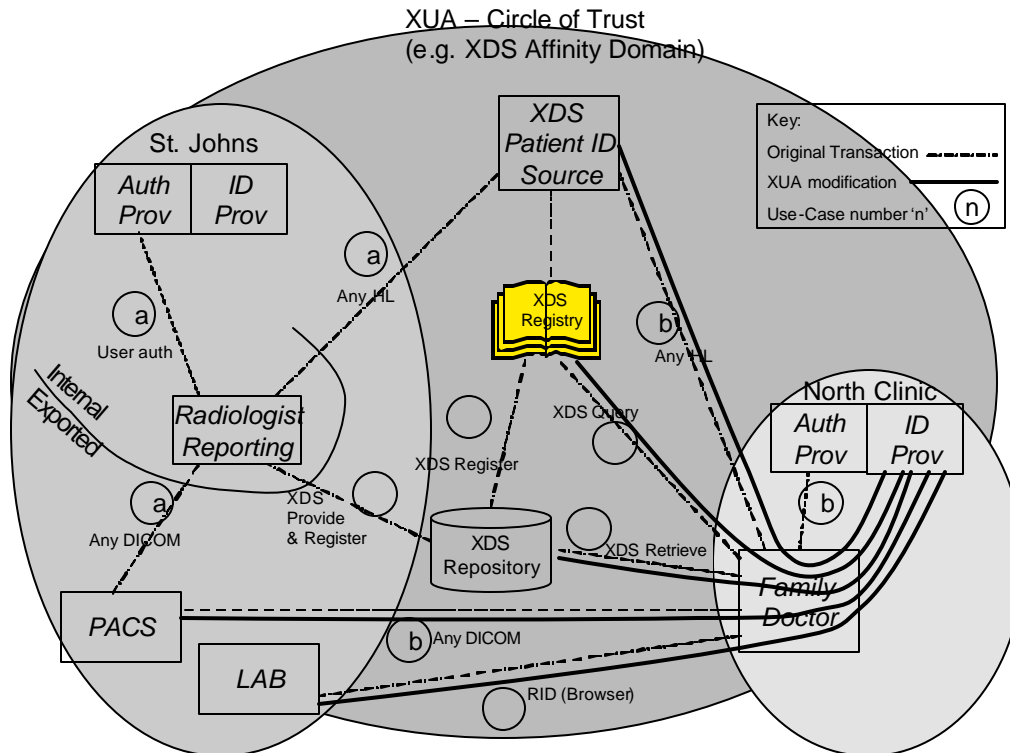 XUA – Circle of Trust
(e.g. XDS Affinity Domain)
St. Johns
Auth
Prov
ID
Prov
XDS
Patient ID
Source
Key:
Original Transaction
XUA modification
Use-Case number 'n'
n
a
Any HL
a
User auth
XDS
Registry
b
Any HL
Internal
Exported
Radiologist
Reporting
XDS Query
North Clinic
Auth
Prov
ID
Prov
XDS Register
a
Any DICOM
XDS
Provide
& Register
b
XDS
Repository
XDS Retrieve
Family
Doctor
PACS
b
Any DICOM
LAB
RID (Browser)